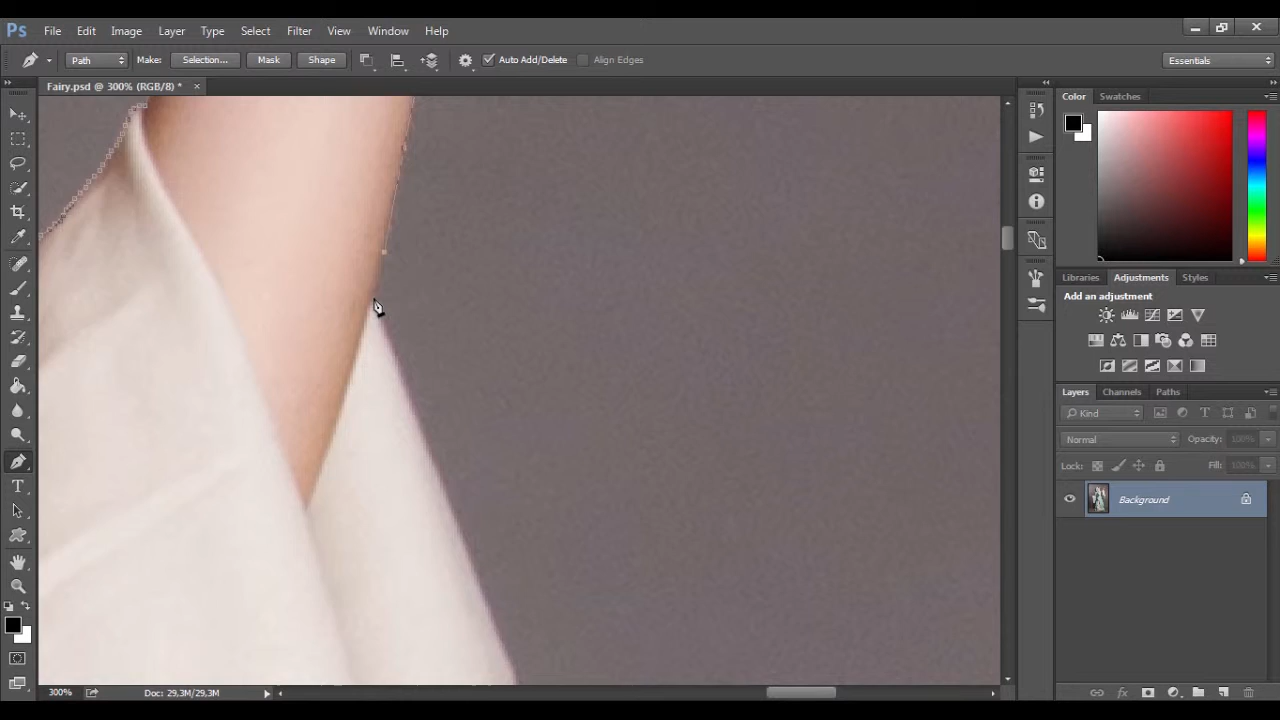 Ps File Edit Image Layer Type Select Filter View Window Help
Path Make: Selection... Mask Shape Auto Add/Delete Align Edges Essentials
Fairy.psd @ 300% (RGB/8) * ×
Color Swatches
Libraries Adjustments Styles
Add an adjustment
Layers Channels Paths
Kind
Normal Opacity: 100%
Lock: Fill: 100%
Background
300% Doc: 29,3M/29,3M